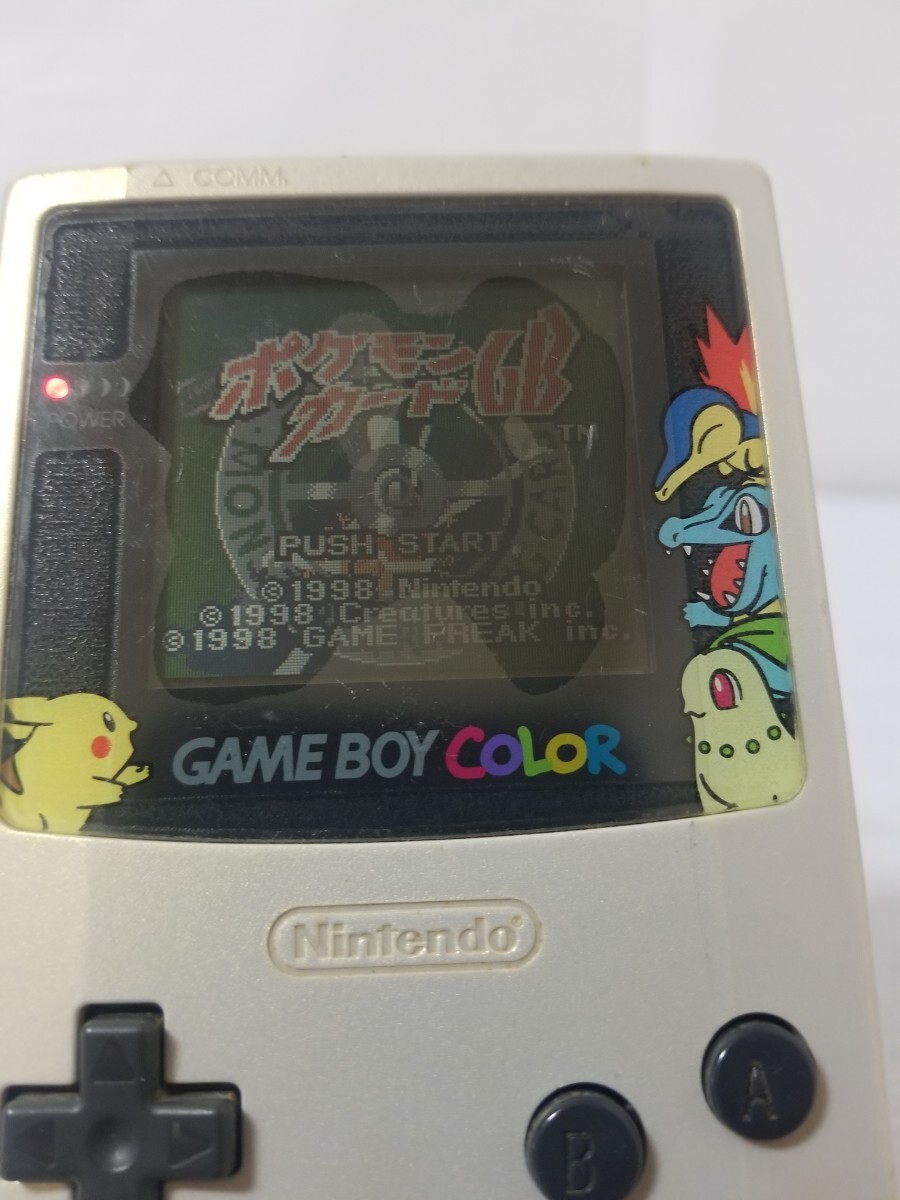 △ COMM.
ポケモン
カードGB
TM
POWER
PUSH START
©1998 Nintendo
©1998 Creatures inc.
©1998 GAME FREAK inc.
GAME BOY COLOR
Nintendo®
A
B